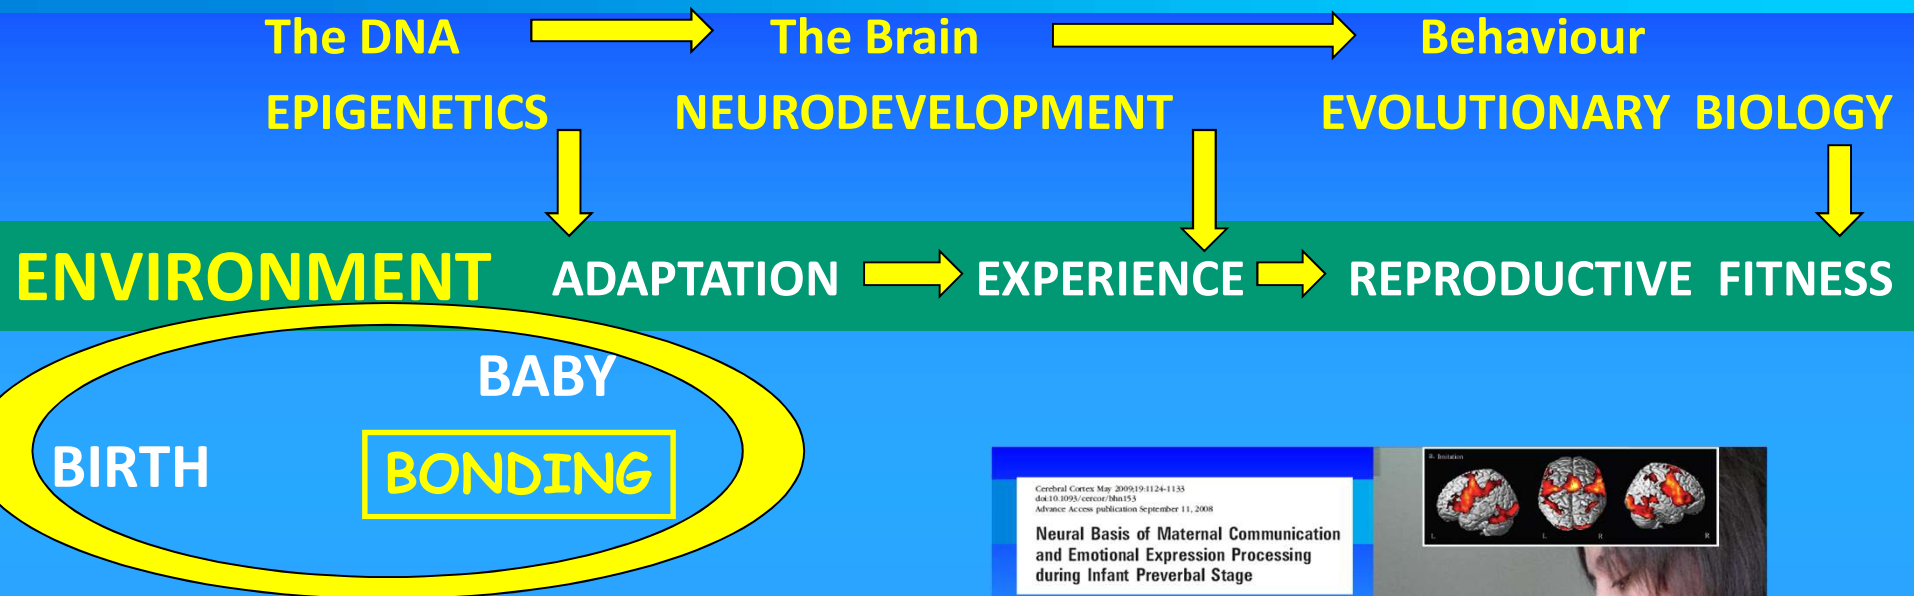 The DNA The Brain Behaviour
EPIGENETICS NEURODEVELOPMENT EVOLUTIONARY BIOLOGY
ENVIRONMENT ADAPTATION EXPERIENCE REPRODUCTIVE FITNESS
BABY
BIRTH BONDING
Cerebral Cortex May 2009;19:1124-1133
doi:10.1093/cercor/bhn153
Advance Access publication September 11, 2008
Neural Basis of Maternal Communication
and Emotional Expression Processing
during Infant Preverbal Stage
B. Imitation
L L R R